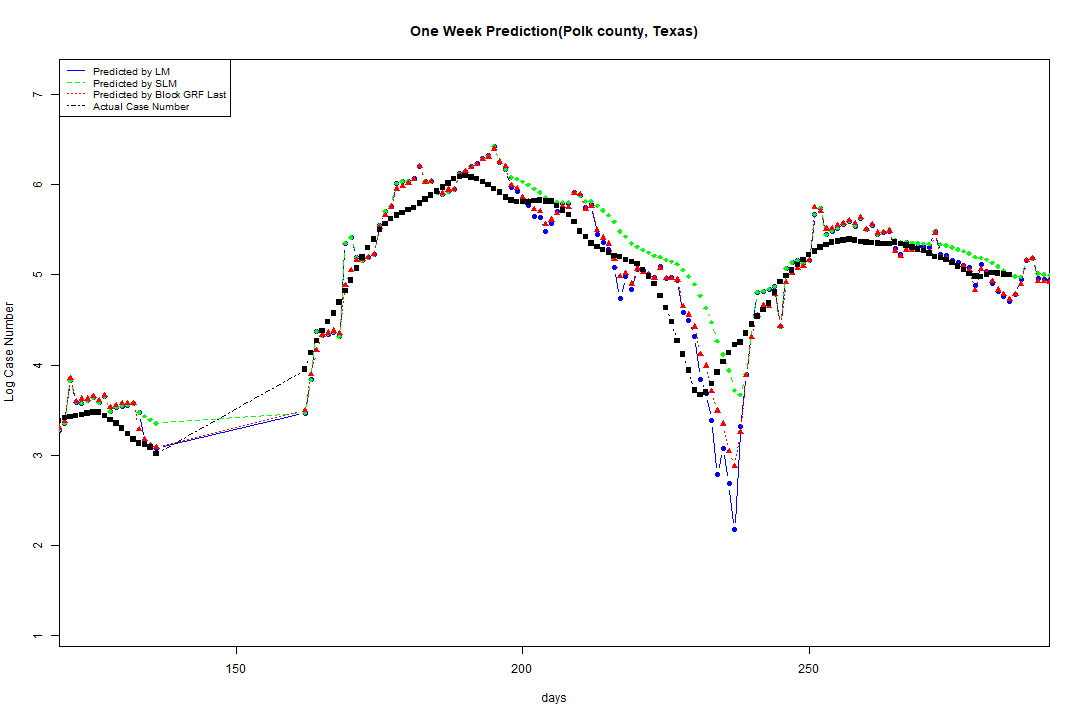 One Week Prediction(Polk county, Texas)
Predicted by LM
Predicted by SLM
Predicted by Block GRF Last
Actual Case Number
7
6
5
4
3
2
1
Log Case Number
150 200 250
days